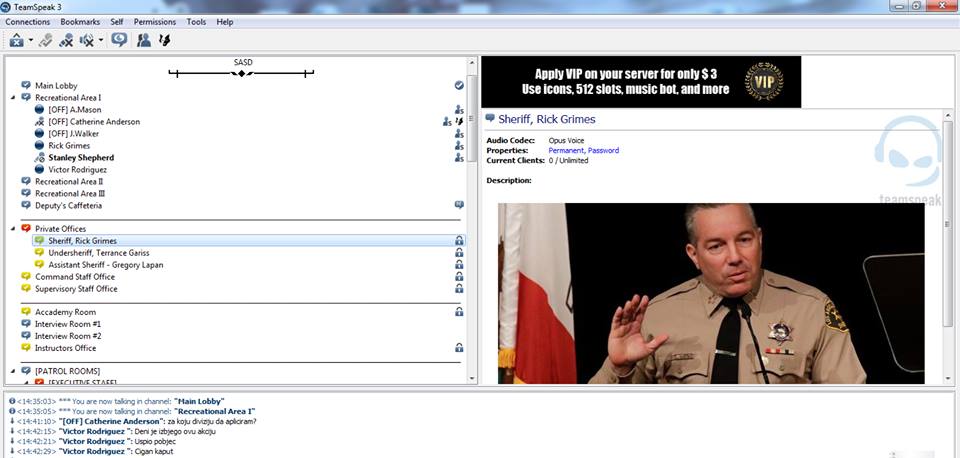 TeamSpeak 3
Connections Bookmarks Self Permissions Tools Help
SASD
Main Lobby
Recreational Area I
[OFF] A.Mason
[OFF] Catherine Anderson
[OFF] J.Walker
Rick Grimes
Stanley Shepherd
Victor Rodriguez
Recreational Area II
Recreational Area III
Deputy's Caffeteria
Private Offices
Sheriff, Rick Grimes
Undersheriff, Terrance Gariss
Assistant Sheriff - Gregory Lapan
Command Staff Office
Supervisory Staff Office
Accademy Room
Interview Room #1
Interview Room #2
Instructors Office
[PATROL ROOMS]
[EXECUTIVE STAFF]
Apply VIP on your server for only $ 3
Use icons, 512 slots, music bot, and more
VIP
Sheriff, Rick Grimes
Audio Codec: Opus Voice
Properties: Permanent, Password
Current Clients: 0 / Unlimited
Description:
teamspeak
<14:35:03> *** You are now talking in channel: "Main Lobby"
<14:35:05> *** You are now talking in channel: "Recreational Area I"
<14:41:10> "[OFF] Catherine Anderson": za koju diviziju da apliciram?
<14:42:15> "Victor Rodriguez ": Deni je izbjego ovu akciju
<14:42:21> "Victor Rodriguez ": Uspio pobjec
<14:42:29> "Victor Rodriguez ": Cigan kaput